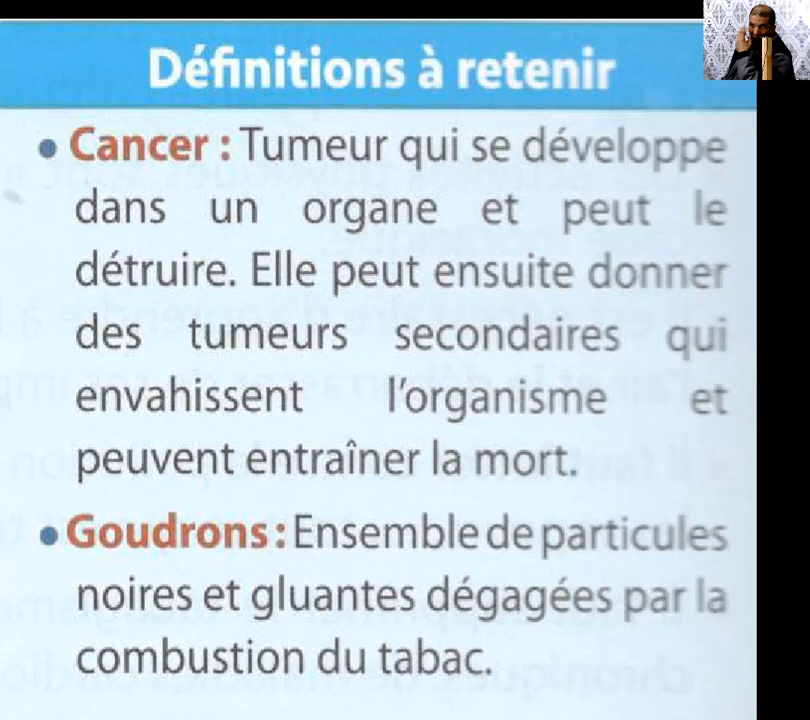 Définitions à retenir
• Cancer : Tumeur qui se développe
dans un organe et peut le
détruire. Elle peut ensuite donner
des tumeurs secondaires qui
envahissent l'organisme et
peuvent entraîner la mort.
• Goudrons : Ensemble de particules
noires et gluantes dégagées par la
combustion du tabac.